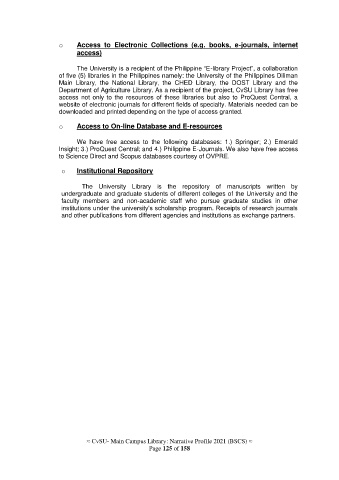 o Access to Electronic Collections (e.g. books, e-journals, internet
access)
The University is a recipient of the Philippine "E-library Project", a collaboration
of five (5) libraries in the Philippines namely: the University of the Philippines Diliman
Main Library, the National Library, the CHED Library, the DOST Library and the
Department of Agriculture Library. As a recipient of the project, CvSU Library has free
access not only to the resources of these libraries but also to ProQuest Central, a
website of electronic journals for different fields of specialty. Materials needed can be
downloaded and printed depending on the type of access granted.
o Access to On-line Database and E-resources
We have free access to the following databases: 1.) Springer; 2.) Emerald
Insight; 3.) ProQuest Central; and 4.) Philippine E-Journals. We also have free access
to Science Direct and Scopus databases courtesy of OVPRE.
o Institutional Repository
The University Library is the repository of manuscripts written by
undergraduate and graduate students of different colleges of the University and the
faculty members and non-academic staff who pursue graduate studies in other
institutions under the university's scholarship program. Receipts of research journals
and other publications from different agencies and institutions as exchange partners.
= CvSU- Main Campus Library: Narrative Profile 2021 (BSCS) =
Page 125 of 158